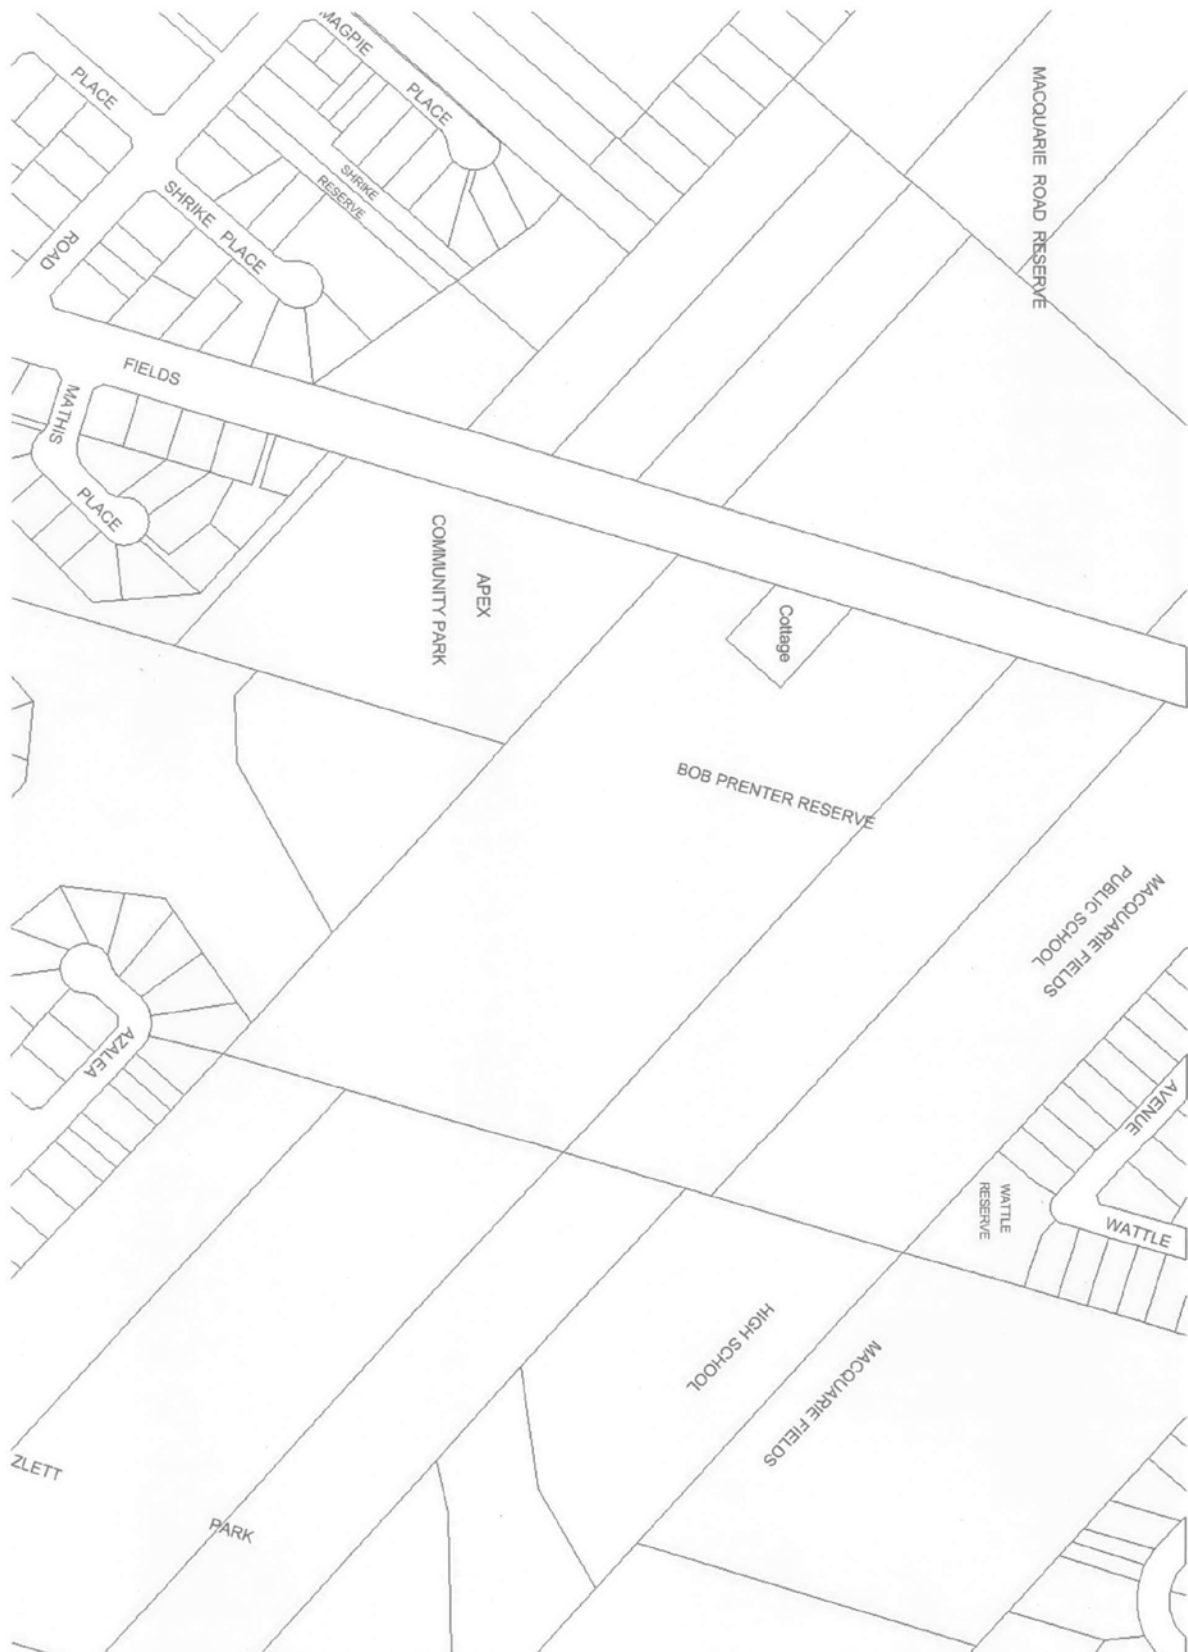 MAGPIE
PLACE
PLACE
MACQUARIE ROAD RESERVE
SHRIKE
RESERVE
SHRIKE PLACE
ROAD
FIELDS
MATHIS
PLACE
APEX
COMMUNITY PARK
Cottage
BOB PRENTER RESERVE
MACQUARIE FIELDS
PUBLIC SCHOOL
AZALEA
AVENUE
WATTLE
RESERVE
WATTLE
MACQUARIE FIELDS
HIGH SCHOOL
ZLETT
PARK